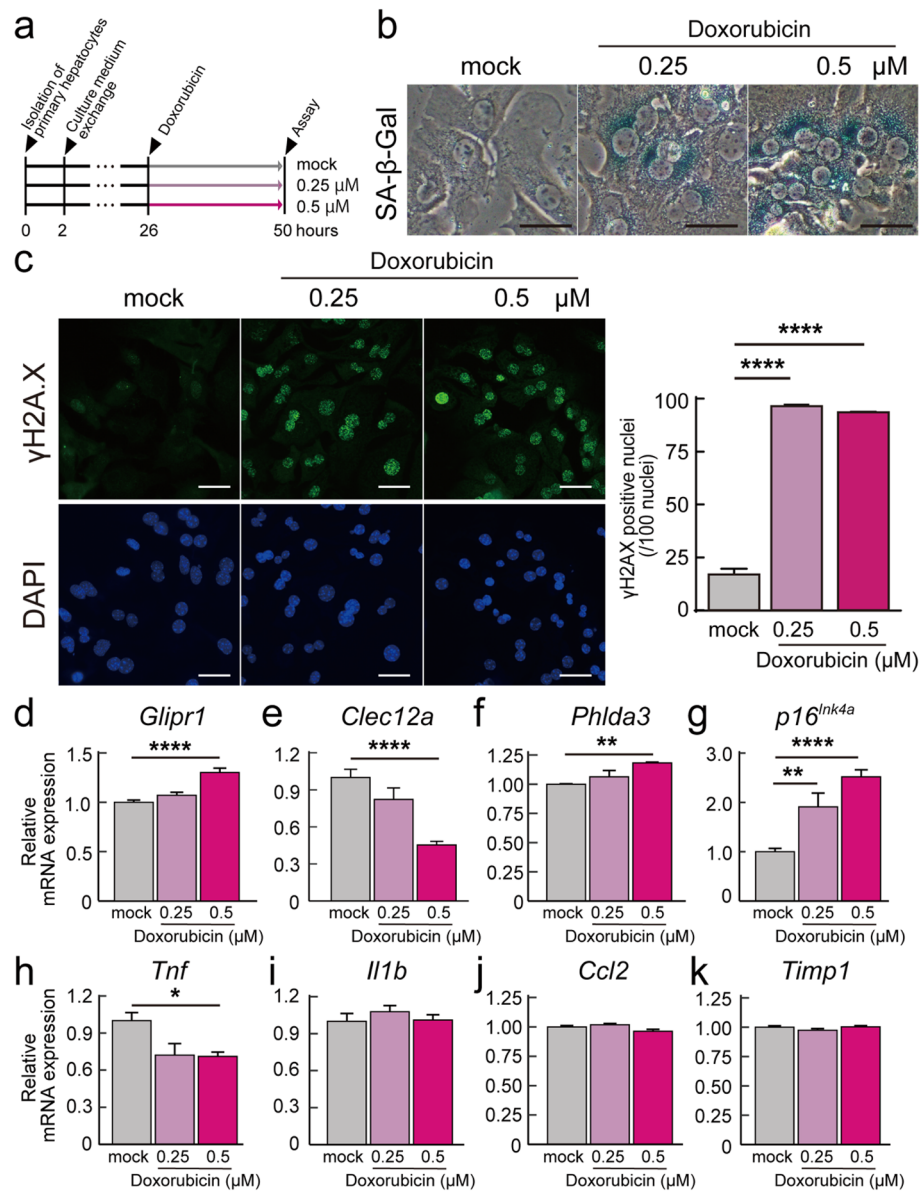 a
Isolation of
primary hepatocytes
Culture medium
exchange
Doxorubicin
Assay
mock
0.25 μM
0.5 μM
0 2 26 50 hours
b
Doxorubicin
mock 0.25 0.5 μM
SA-β-Gal
c
Doxorubicin
mock 0.25 0.5 μM
γH2A.X
DAPI
γH2AX positive nuclei
(/100 nuclei)
100
75
50
25
0
****
****
mock 0.25 0.5
Doxorubicin (μM)
d Glipr1
Relative
mRNA expression
1.5
1.0
0.5
0
****
mock 0.25 0.5
Doxorubicin (μM)
e Clec12a
1.2
0.9
0.6
0.3
0
****
mock 0.25 0.5
Doxorubicin (μM)
f Phlda3
1.25
1.00
0.75
0.50
1.25
0
**
mock 0.25 0.5
Doxorubicin (μM)
g p16Ink4a
3.0
2.0
1.0
0
****
**
mock 0.25 0.5
Doxorubicin (μM)
h Tnf
Relative
mRNA expression
1.2
0.9
0.6
0.3
0
*
mock 0.25 0.5
Doxorubicin (μM)
i Il1b
1.2
0.9
0.6
0.3
0
mock 0.25 0.5
Doxorubicin (μM)
j Ccl2
1.25
1.00
0.75
0.50
1.25
0
mock 0.25 0.5
Doxorubicin (μM)
k Timp1
1.25
1.00
0.75
0.50
1.25
0
mock 0.25 0.5
Doxorubicin (μM)